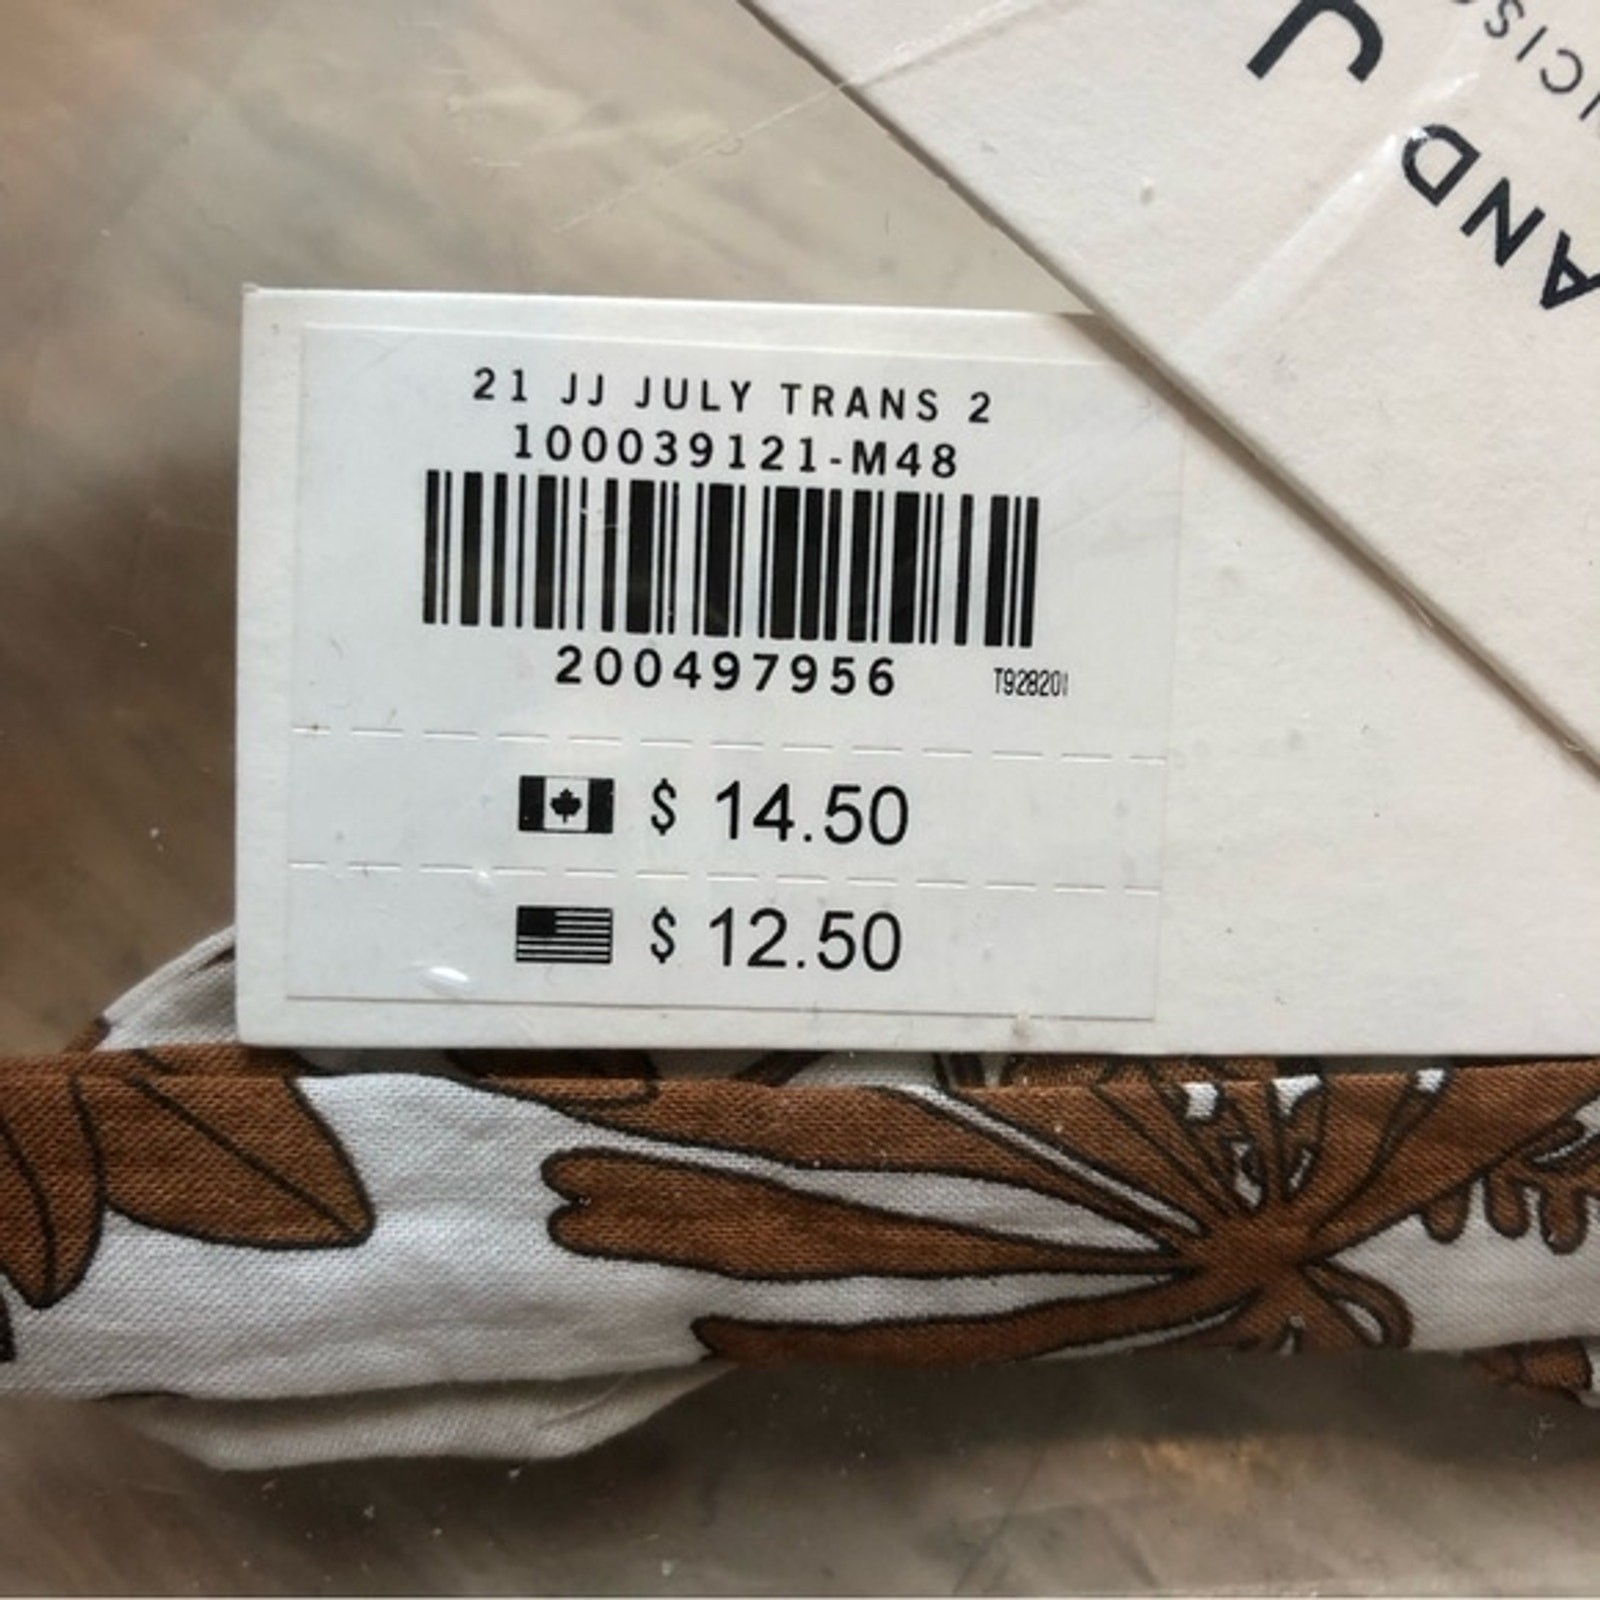 21 JJ JULY TRANS 2
100039121-M48
200497956
T928201
$ 14.50
$ 12.50
AND J